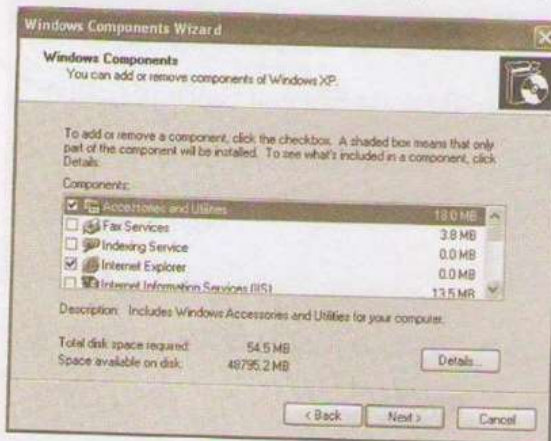 Windows Components Wizard
Windows Components
You can add or remove components of Windows XP.
To add or remove a component, click the checkbox. A shaded box means that only
part of the component will be installed. To see what's included in a component, click
Details.
Components:
Accessories and Utilities 18.0 MB
Fax Services 3.8 MB
Indexing Service 0.0 MB
Internet Explorer 0.0 MB
Internet Information Services (IIS) 13.5 MB
Description: Includes Windows Accessories and Utilities for your computer.
Total disk space required: 54.5 MB
Space available on disk: 48795.2 MB
Details...
< Back
Next >
Cancel